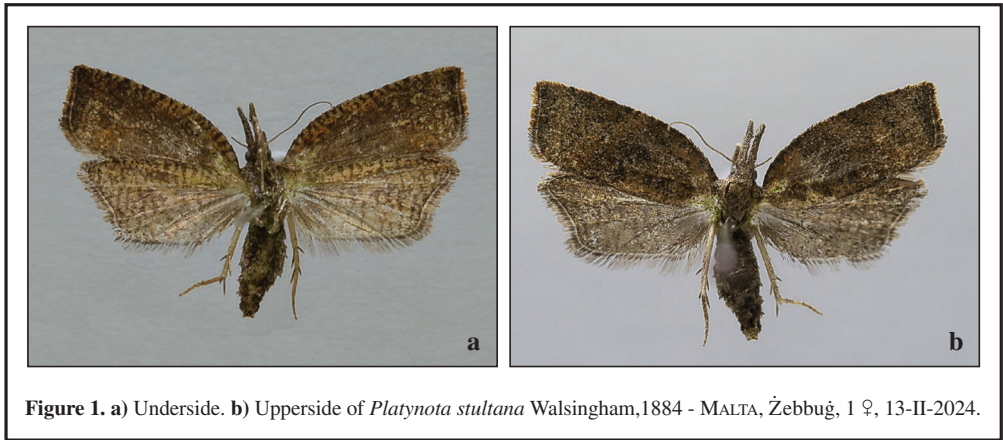 a
b
Figure 1. a) Underside. b) Upperside of Platynota stultana Walsingham,1884 - MALTA, Żebbuġ, 1 ♀, 13-II-2024.